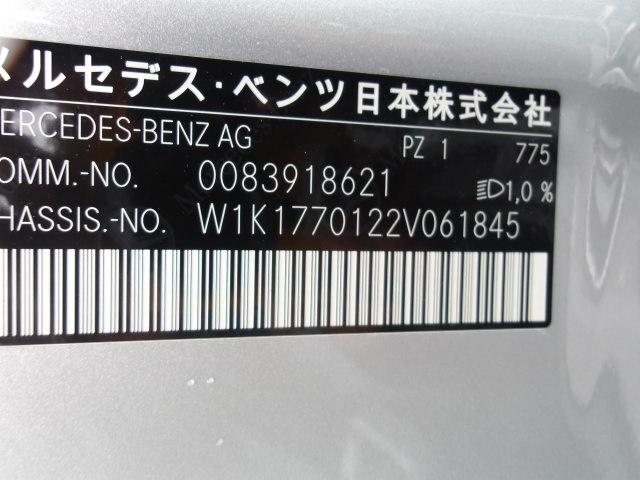 メルセデス・ベンツ日本株式会社
ERCEDES-BENZ AG PZ 1 775
OMM.-NO. 0083918621 1,0 %
HASSIS.-NO. W1K1770122V061845